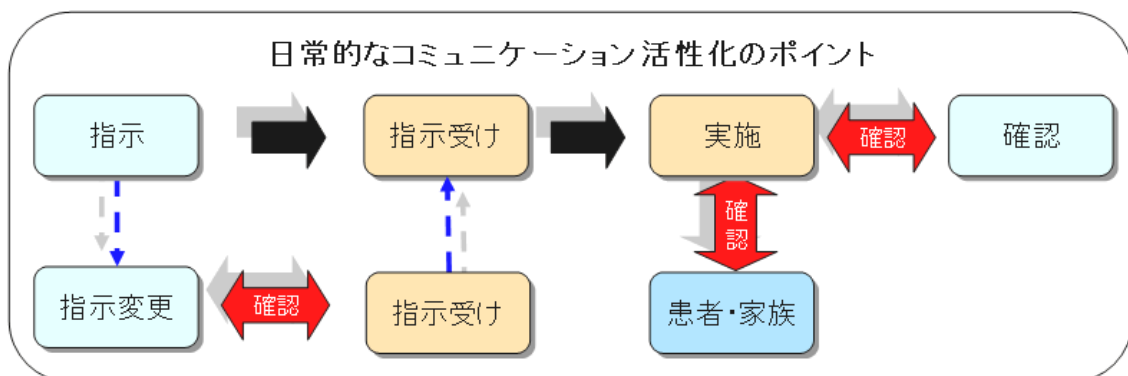 日常的なコミュニケーション活性化のポイント
指示
指示受け
実施
確認
確認
確認
指示変更
確認
指示受け
患者・家族